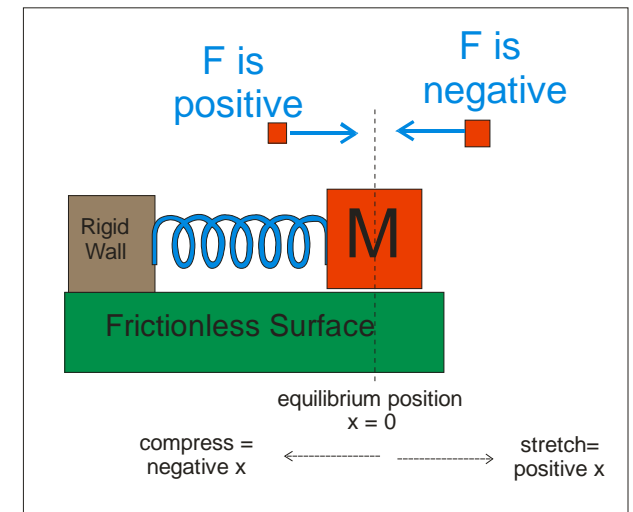 F is
positive
F is
negative
Rigid
Wall
M
Frictionless Surface
equilibrium position
x = 0
compress =
negative x
stretch=
positive x